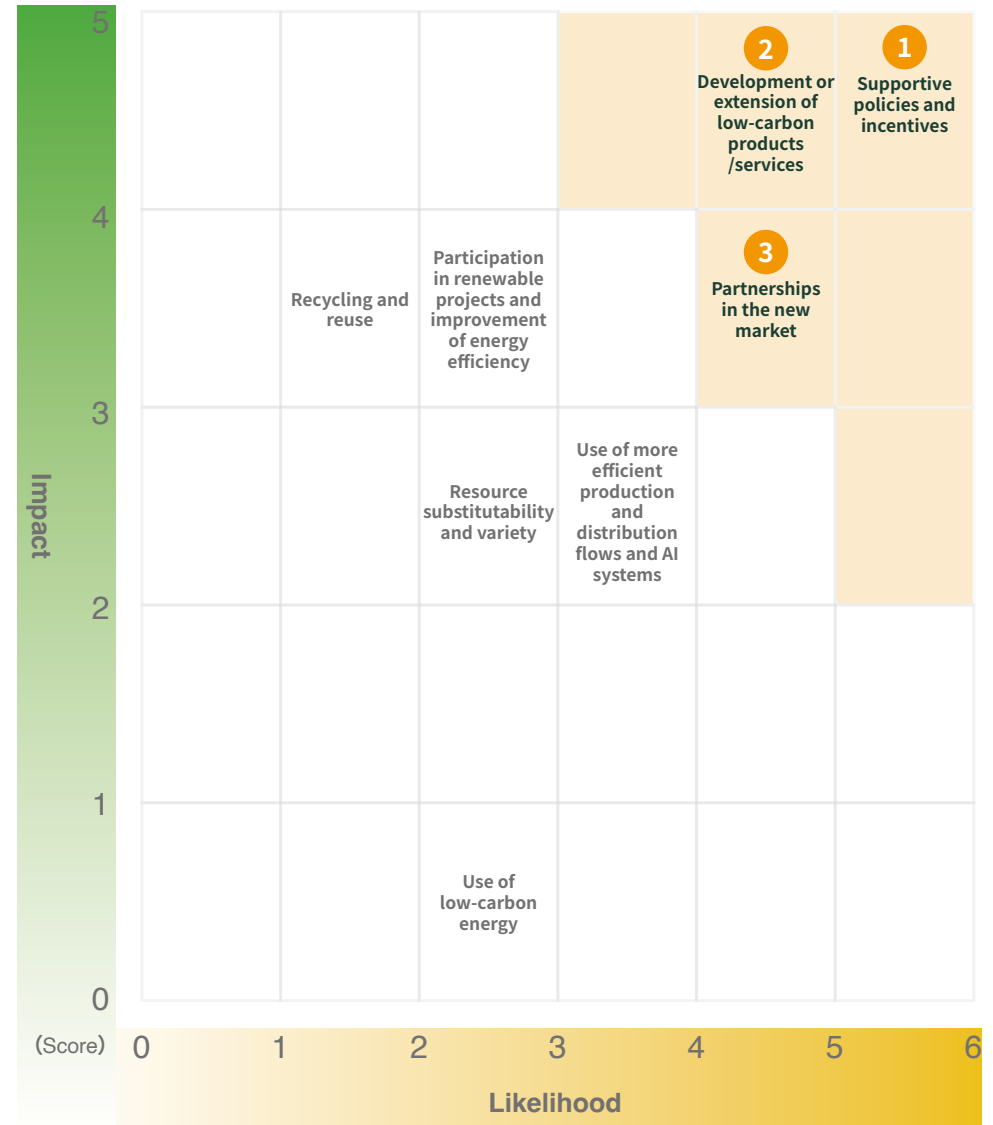 5
4
3
2
1
0
Impact
(Score)
0
1
2
3
4
5
6
Likelihood
2
Development or
extension of
low-carbon
products
/services
1
Supportive
policies and
incentives
Recycling and
reuse
Participation
in renewable
projects and
improvement
of energy
efficiency
3
Partnerships
in the new
market
Resource
substitutability
and variety
Use of more
efficient
production
and
distribution
flows and AI
systems
Use of
low-carbon
energy